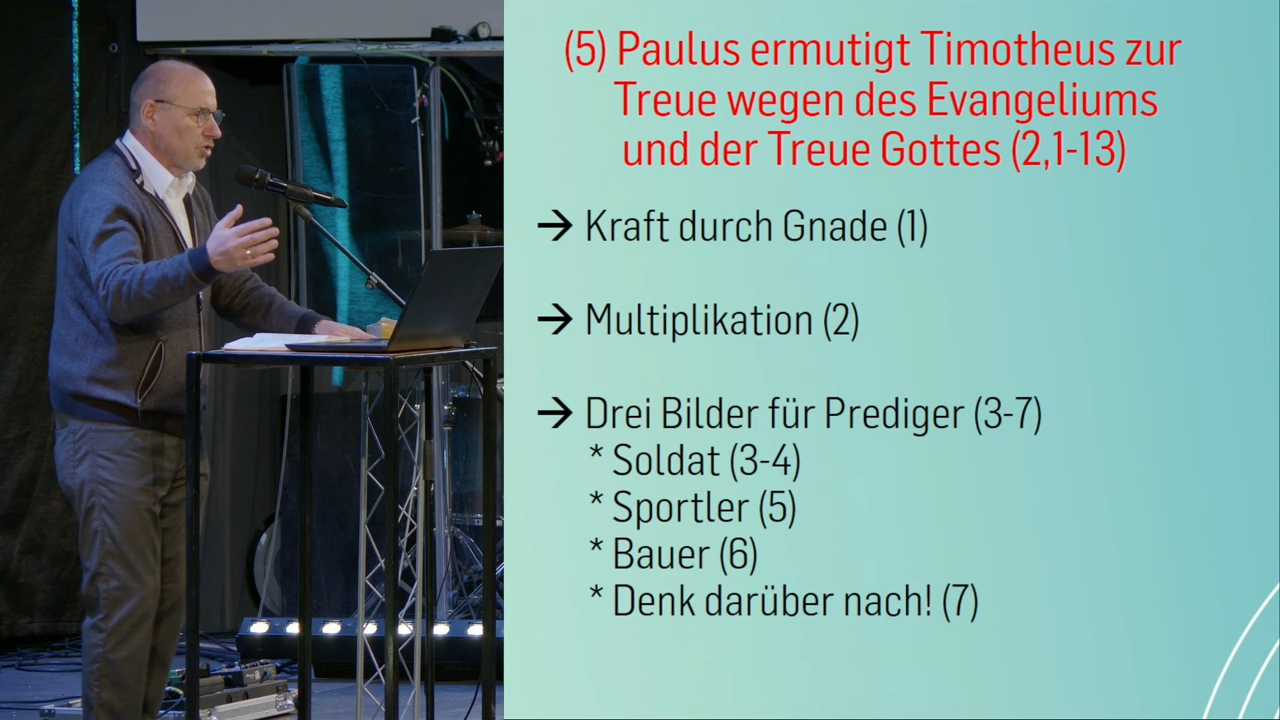 (5) Paulus ermutigt Timotheus zur
Treue wegen des Evangeliums
und der Treue Gottes (2,1-13)
→ Kraft durch Gnade (1)
→ Multiplikation (2)
→ Drei Bilder für Prediger (3-7)
* Soldat (3-4)
* Sportler (5)
* Bauer (6)
* Denk darüber nach! (7)